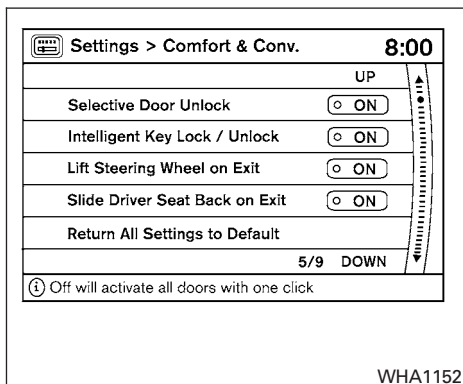 Settings > Comfort & Conv. 8:00
UP
Selective Door Unlock ON
Intelligent Key Lock / Unlock ON
Lift Steering Wheel on Exit ON
Slide Driver Seat Back on Exit ON
Return All Settings to Default
5/9 DOWN
i Off will activate all doors with one click
WHA1152